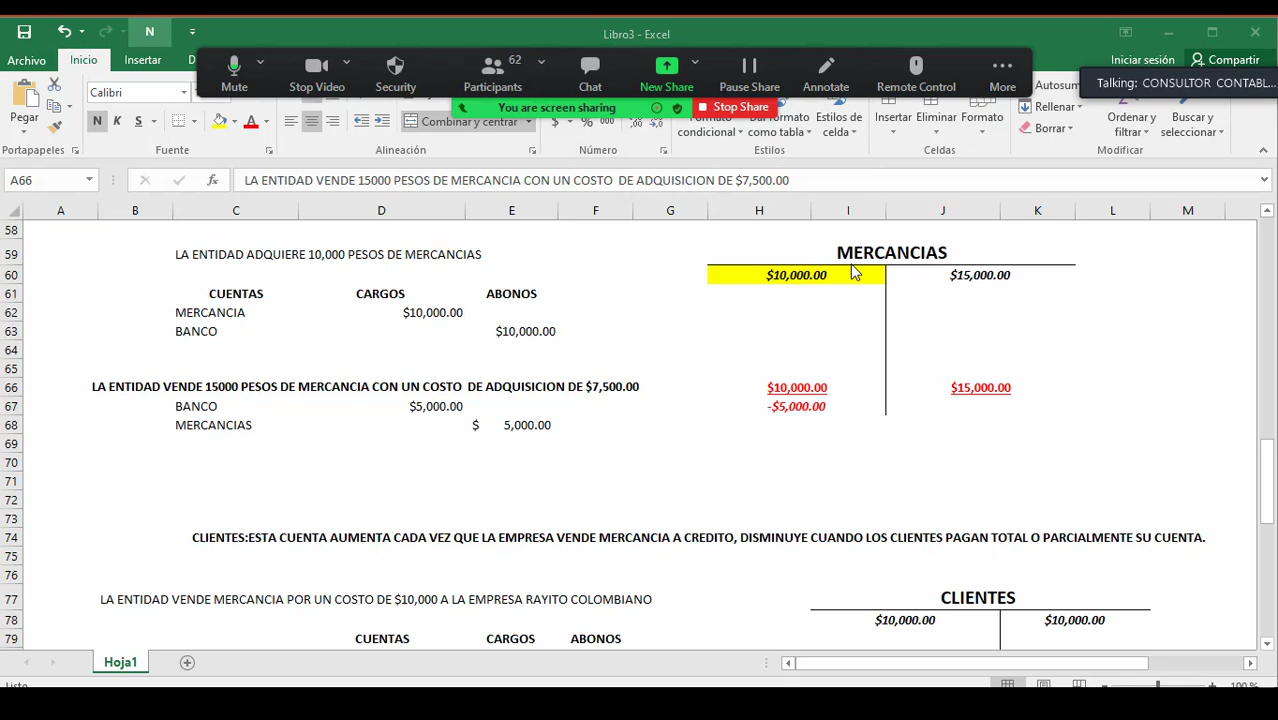 N
Libro3 - Excel
Archivo Inicio Insertar D
Iniciar sesión Compartir
62
Mute Stop Video Security Participants Chat New Share Pause Share Annotate Remote Control More
Talking: CONSULTOR CONTABL...
You are screen sharing Stop Share
Pegar
Calibri
N K S
Combinar y centrar
$ % 000
Formato condicional
Dar formato como tabla
Estilos de celda
Insertar Eliminar Formato
Autosum
Rellenar
Borrar
Ordenar y filtrar
Buscar y seleccionar
Portapapeles Fuente Alineación Número Estilos Celdas Modificar
A66 fx LA ENTIDAD VENDE 15000 PESOS DE MERCANCIA CON UN COSTO DE ADQUISICION DE $7,500.00
A B C D E F G H I J K L M
58
59 LA ENTIDAD ADQUIERE 10,000 PESOS DE MERCANCIAS MERCANCIAS
60 $10,000.00 $15,000.00
61 CUENTAS CARGOS ABONOS
62 MERCANCIA $10,000.00
63 BANCO $10,000.00
64
65
66 LA ENTIDAD VENDE 15000 PESOS DE MERCANCIA CON UN COSTO DE ADQUISICION DE $7,500.00 $10,000.00 $15,000.00
67 BANCO $5,000.00 -$5,000.00
68 MERCANCIAS $ 5,000.00
69
70
71
72
73
74 CLIENTES:ESTA CUENTA AUMENTA CADA VEZ QUE LA EMPRESA VENDE MERCANCIA A CREDITO, DISMINUYE CUANDO LOS CLIENTES PAGAN TOTAL O PARCIALMENTE SU CUENTA.
75
76
77 LA ENTIDAD VENDE MERCANCIA POR UN COSTO DE $10,000 A LA EMPRESA RAYITO COLOMBIANO CLIENTES
78 $10,000.00 $10,000.00
79 CUENTAS CARGOS ABONOS
Hoja1